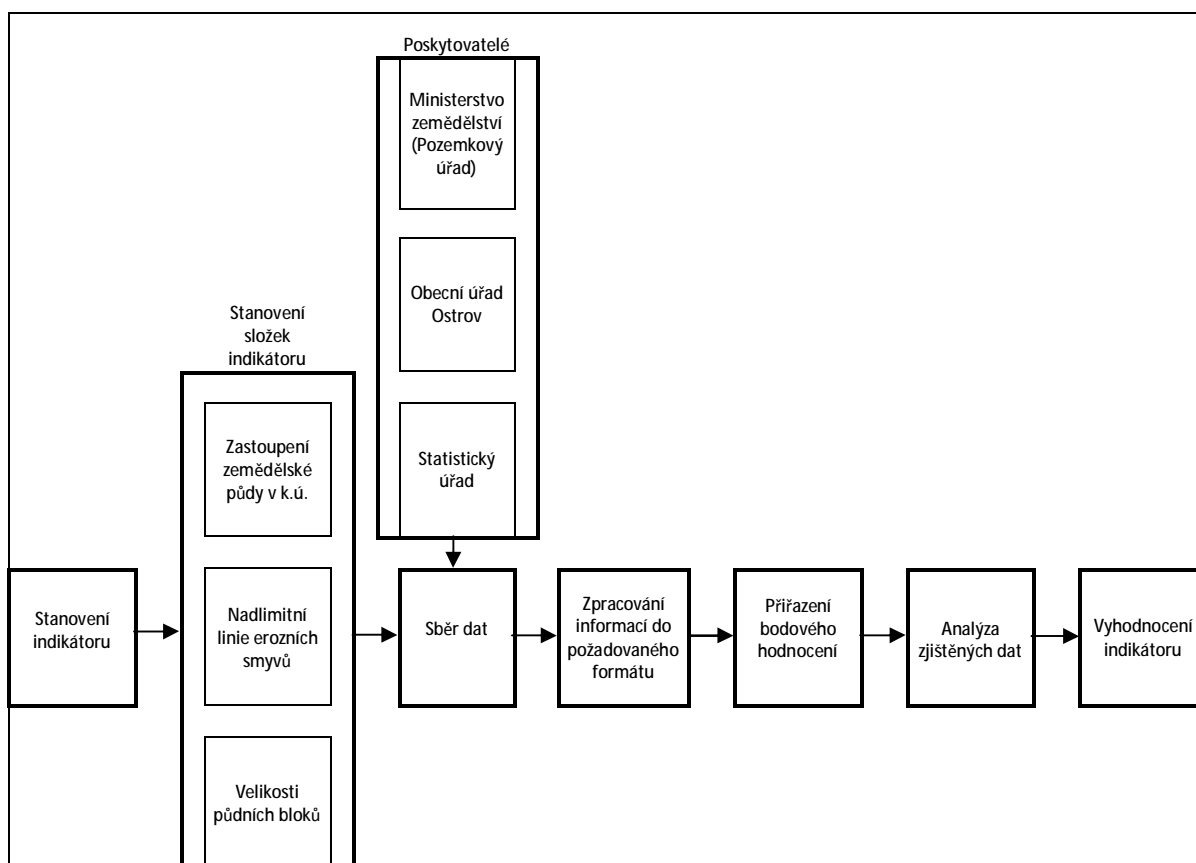 Poskytovatelé
Ministerstvo
zemědělství
(Pozemkový
úřad)
Obecní úřad
Ostrov
Statistický
úřad
Stanovení
složek
indikátoru
Zastoupení
zemědělské
půdy v k.ú.
Nadlimitní
linie erozních
smyvů
Velikosti
půdních bloků
Stanovení
indikátoru
Sběr dat
Zpracování
informací do
požadovaného
formátu
Přiřazení
bodového
hodnocení
Analýza
zjištěných dat
Vyhodnocení
indikátoru